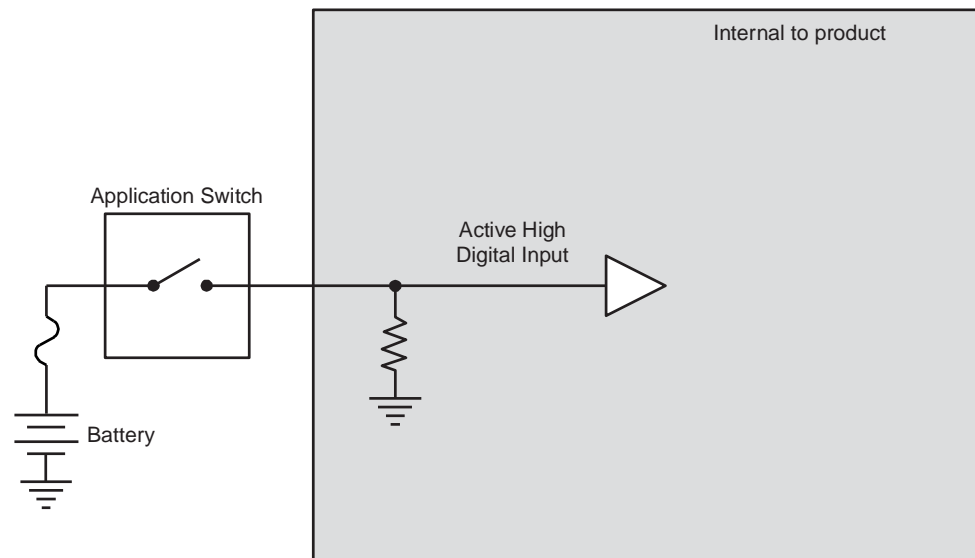 Internal to product
Application Switch
Active High
Digital Input
Battery